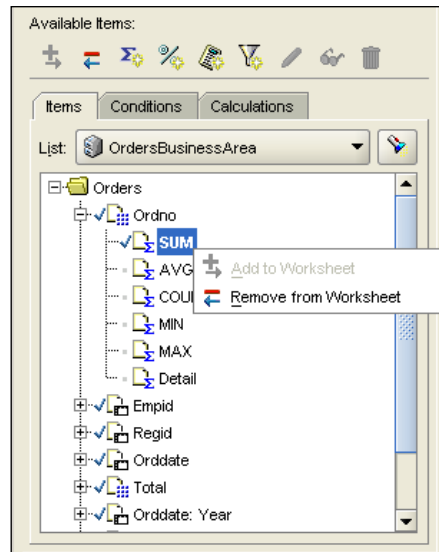 Available Items:
Items Conditions Calculations
List: OrdersBusinessArea
Orders
Ordno
SUM
AVG
Add to Worksheet
COU
Remove from Worksheet
MIN
MAX
Detail
Empid
Regid
Orddate
Total
Orddate: Year